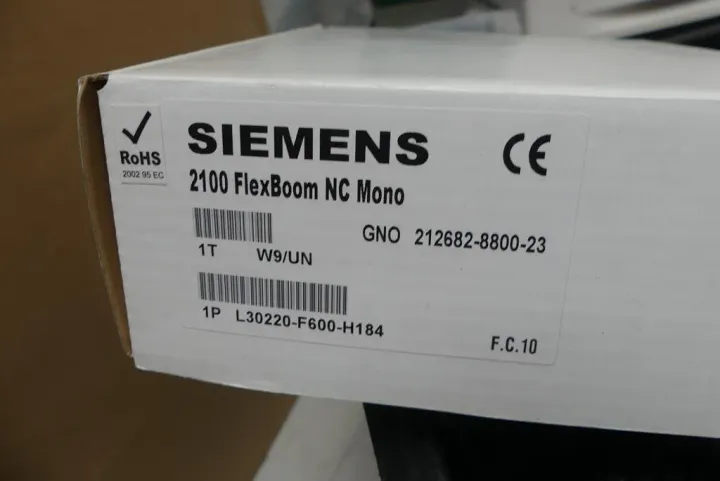 RoHS
2002 95 EC
SIEMENS
CE
2100 FlexBoom NC Mono
GNO 212682-8800-23
1T W9/UN
1P L30220-F600-H184
F.C.10